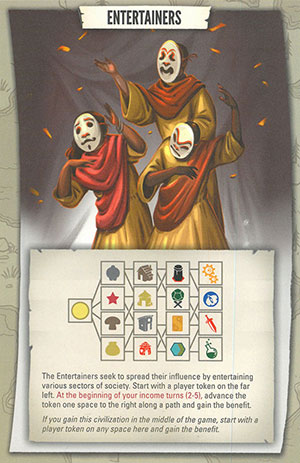 ENTERTAINERS
The Entertainers seek to spread their influence by entertaining
various sectors of society. Start with a player token on the far
left. At the beginning of your income turns (2-5), advance the
token one space to the right along a path and gain the benefit.
If you gain this civilization in the middle of the game, start with a
player token on any space here and gain the benefit.